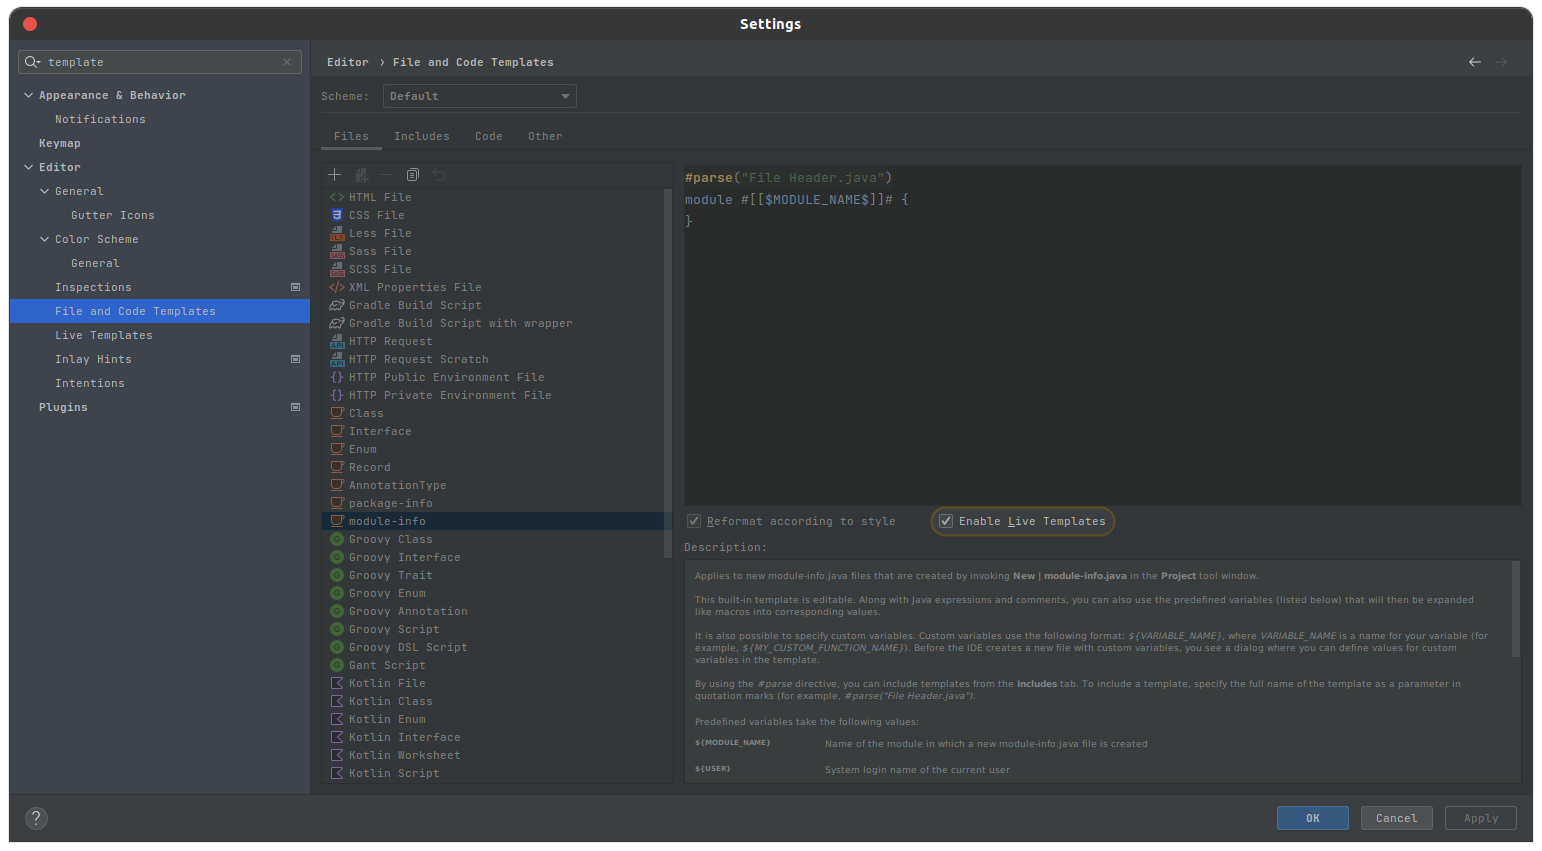 Settings
template
Appearance & Behavior
Notifications
Keymap
Editor
General
Gutter Icons
Color Scheme
General
Inspections
File and Code Templates
Live Templates
Inlay Hints
Intentions
Plugins
Editor › File and Code Templates
Scheme: Default
Files Includes Code Other
HTML File
CSS File
Less File
Sass File
SCSS File
XML Properties File
Gradle Build Script
Gradle Build Script with wrapper
HTTP Request
HTTP Request Scratch
HTTP Public Environment File
HTTP Private Environment File
Class
Interface
Enum
Record
AnnotationType
package-info
module-info
Groovy Class
Groovy Interface
Groovy Trait
Groovy Enum
Groovy Annotation
Groovy Script
Groovy DSL Script
Gant Script
Kotlin File
Kotlin Class
Kotlin Enum
Kotlin Interface
Kotlin Worksheet
Kotlin Script
#parse("File Header.java")
module #[[$MODULE_NAME$]]# {
}
Reformat according to style Enable Live Templates
Description:
Applies to new module-info.java files that are created by invoking New | module-info.java in the Project tool window.
This built-in template is editable. Along with Java expressions and comments, you can also use the predefined variables (listed below) that will then be expanded
like macros into corresponding values.
It is also possible to specify custom variables. Custom variables use the following format: ${VARIABLE_NAME}, where VARIABLE_NAME is a name for your variable (for
example, ${MY_CUSTOM_FUNCTION_NAME}). Before the IDE creates a new file with custom variables, you see a dialog where you can define values for custom
variables in the template.
By using the #parse directive, you can include templates from the Includes tab. To include a template, specify the full name of the template as a parameter in
quotation marks (for example, #parse("File Header.java").
Predefined variables take the following values:
${MODULE_NAME} Name of the module in which a new module-info.java file is created
${USER} System login name of the current user
? OK Cancel Apply